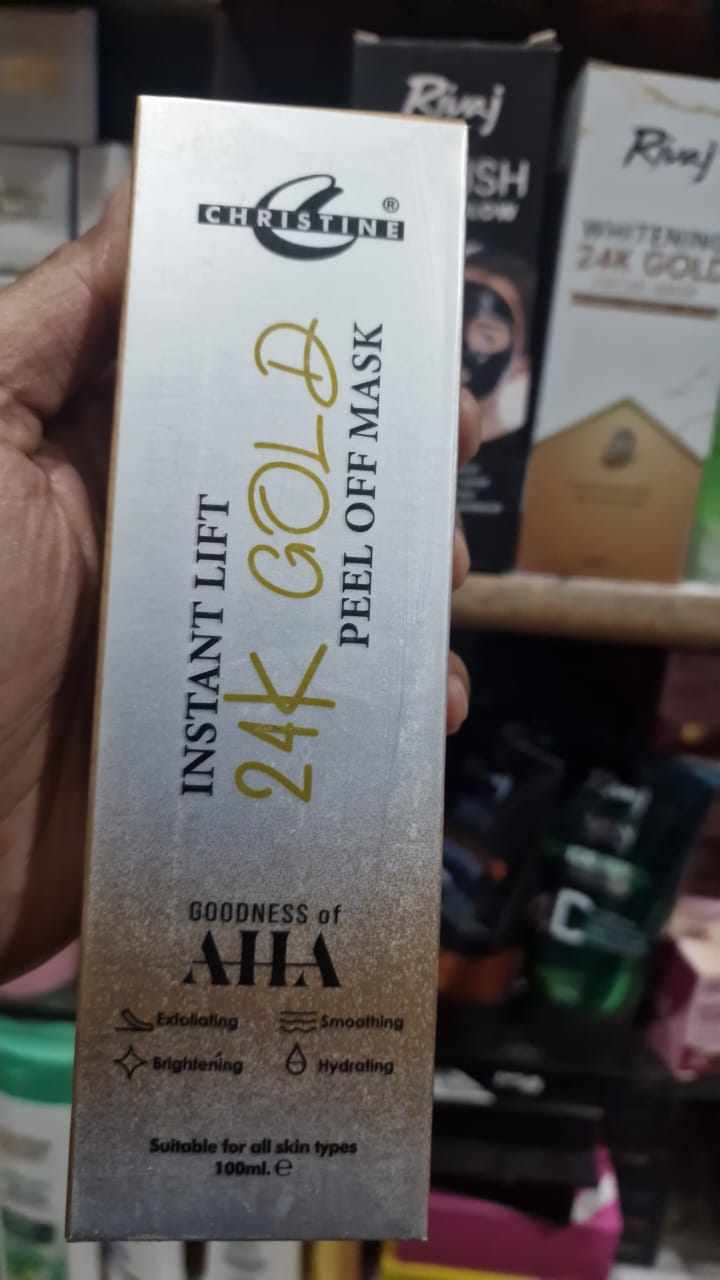 CHRISTINE®
INSTANT LIFT
24K GOLD
PEEL OFF MASK
GOODNESS of
AHA
Exfoliating
Smoothing
Brightening
Hydrating
Suitable for all skin types
100ml. ℮
Rivaj
Rivaj
WHITENING
24K GOLD